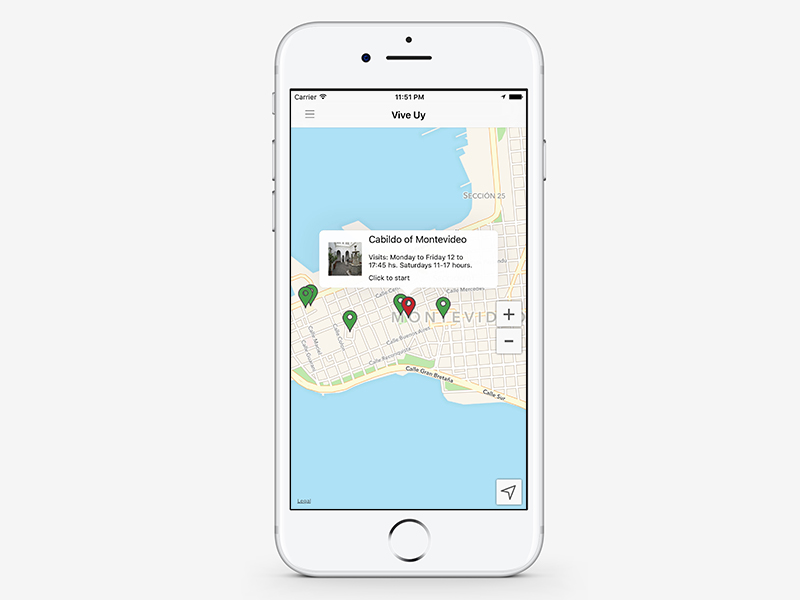 Carrier
11:51 PM
Vive Uy
SECCIÓN 25
Cabildo of Montevideo
Visits: Monday to Friday 12 to
17:45 hs. Saturdays 11-17 hours.
Click to start
Calle Mercedes
MONTEVIDEO
Calle Buenos Aires
Calle Reconquista
Calle Gran Bretaña
Calle Sur
Legal